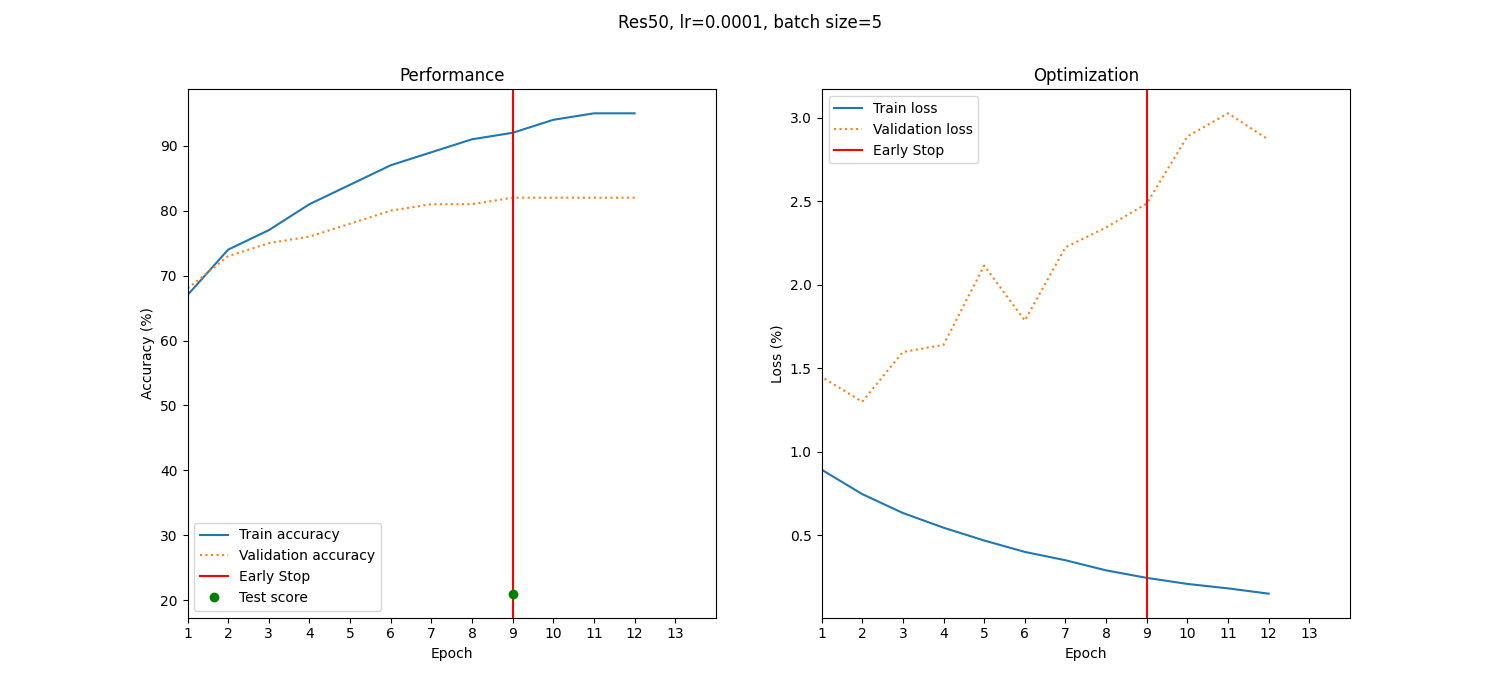 Res50, lr=0.0001, batch size=5
Performance
Accuracy (%)
90
80
70
60
50
40
30
20
Train accuracy
Validation accuracy
Early Stop
Test score
1 2 3 4 5 6 7 8 9 10 11 12 13
Epoch
Optimization
Loss (%)
3.0
2.5
2.0
1.5
1.0
0.5
Train loss
Validation loss
Early Stop
1 2 3 4 5 6 7 8 9 10 11 12 13
Epoch